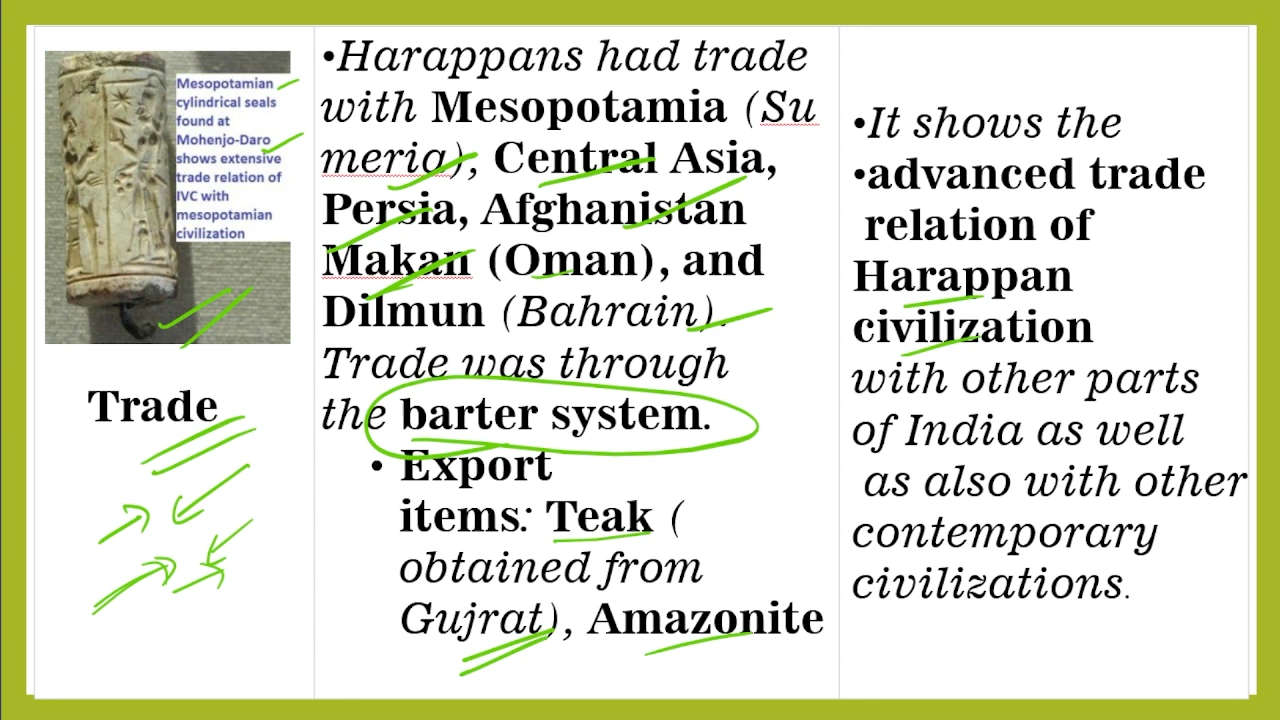 Mesopotamian
cylindrical seals
found at
Mohenjo-Daro
shows extensive
trade relation of
IVC with
mesopotamian
civilization
Trade
•Harappans had trade
with Mesopotamia (Su
meria), Central Asia,
Persia, Afghanistan
Makan (Oman), and
Dilmun (Bahrain).
Trade was through
the barter system.
• Export
items: Teak (
obtained from
Gujrat), Amazonite
•It shows the
•advanced trade
relation of
Harappan
civilization
with other parts
of India as well
as also with other
contemporary
civilizations.